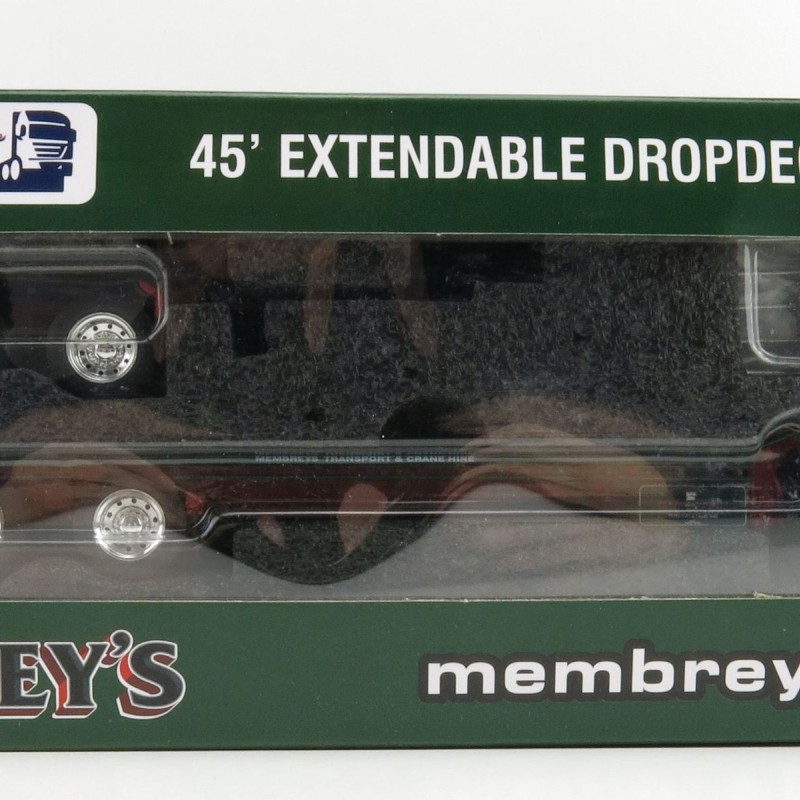 45' EXTENDABLE DROPDEC
MEMBREYS TRANSPORT & CRANE HIRE
EY'S
membrey